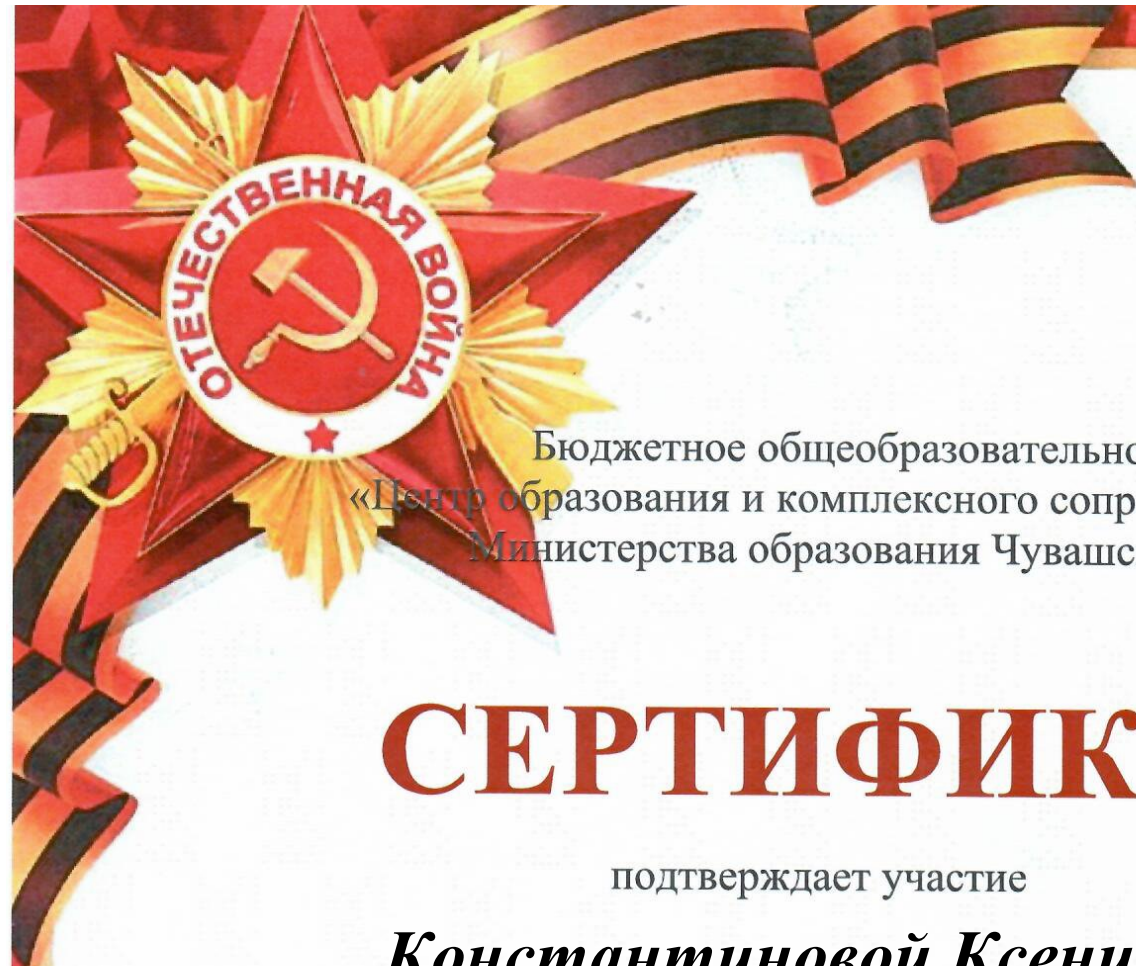 ОТЕЧЕСТВЕННАЯ ВОЙНА
Бюджетное общеобразовательно
«Центр образования и комплексного сопр
Министерства образования Чувашс
СЕРТИФИК
подтверждает участие
Константиновой Ксени